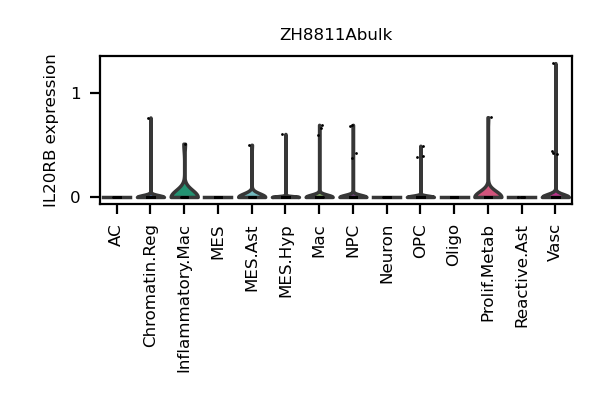 ZH8811Abulk
IL20RB expression
1
0
AC
Chromatin.Reg
Inflammatory.Mac
MES
MES.Ast
MES.Hyp
Mac
NPC
Neuron
OPC
Oligo
Prolif.Metab
Reactive.Ast
Vasc